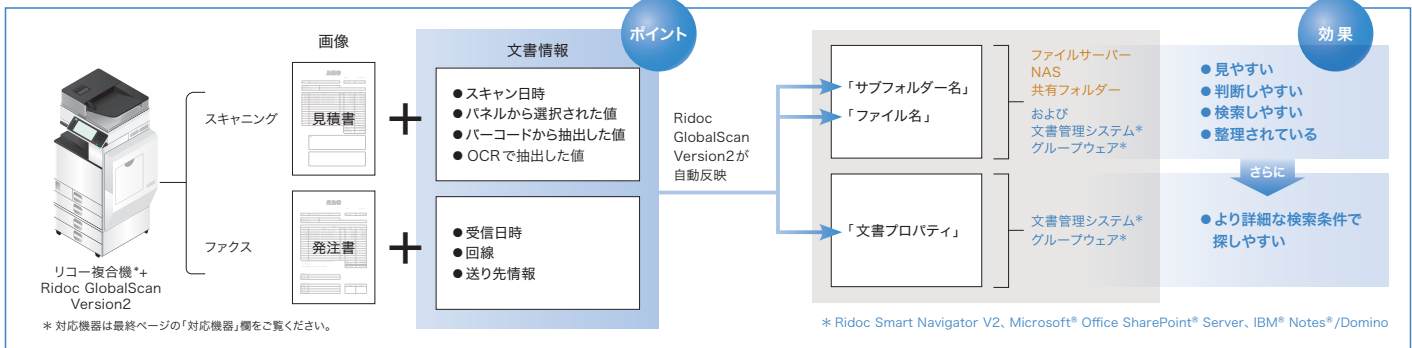 画像
文書情報
ポイント
効果
スキャニング
見積書
+
●スキャン日時
●パネルから選択された値
●バーコードから抽出した値
●OCRで抽出した値
ファクス
発注書
+
●受信日時
●回線
●送り先情報
リコー複合機*+
Ridoc GlobalScan
Version2
Ridoc
GlobalScan
Version2が
自動反映
「サブフォルダー名」
「ファイル名」
ファイルサーバー
NAS
共有フォルダー
および
文書管理システム*
グループウェア*
●見やすい
●判断しやすい
●検索しやすい
●整理されている
さらに
「文書プロパティ」
文書管理システム*
グループウェア*
●より詳細な検索条件で
探しやすい
* 対応機器は最終ページの「対応機器」欄をご覧ください。
* Ridoc Smart Navigator V2、Microsoft® Office SharePoint® Server、IBM® Notes®/Domino